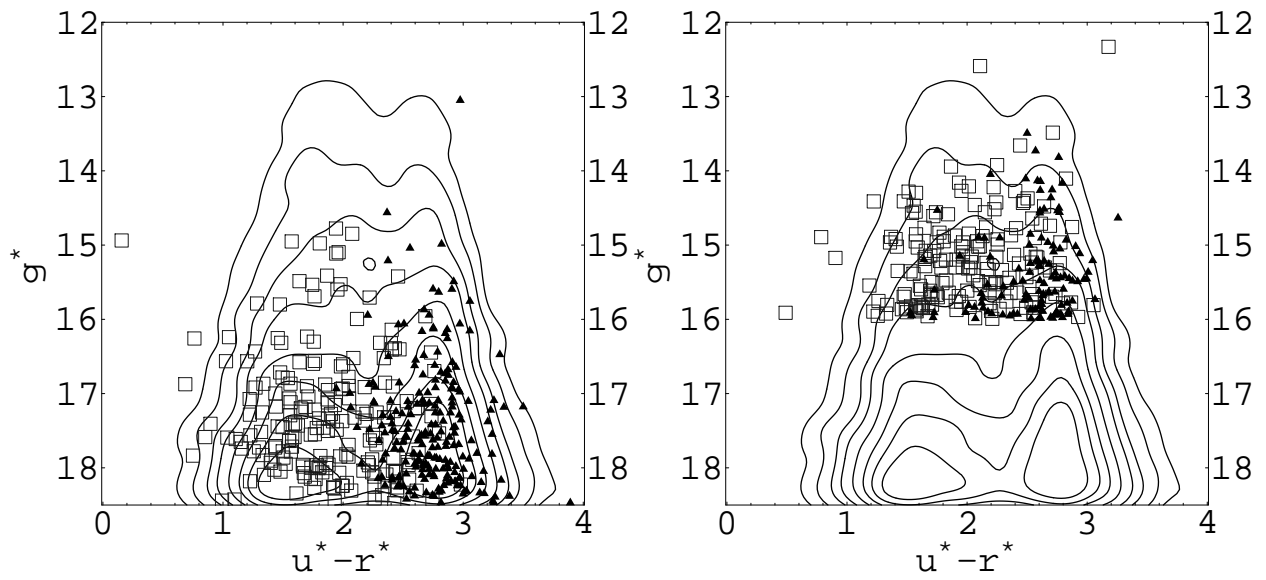 12 12 12 12
13 13 13 13
14 14 14 14
15 15 15 15
g* g*
16 16 16 16
17 17 17 17
18 18 18 18
0 1 2 3 4 0 1 2 3 4
u*-r* u*-r*